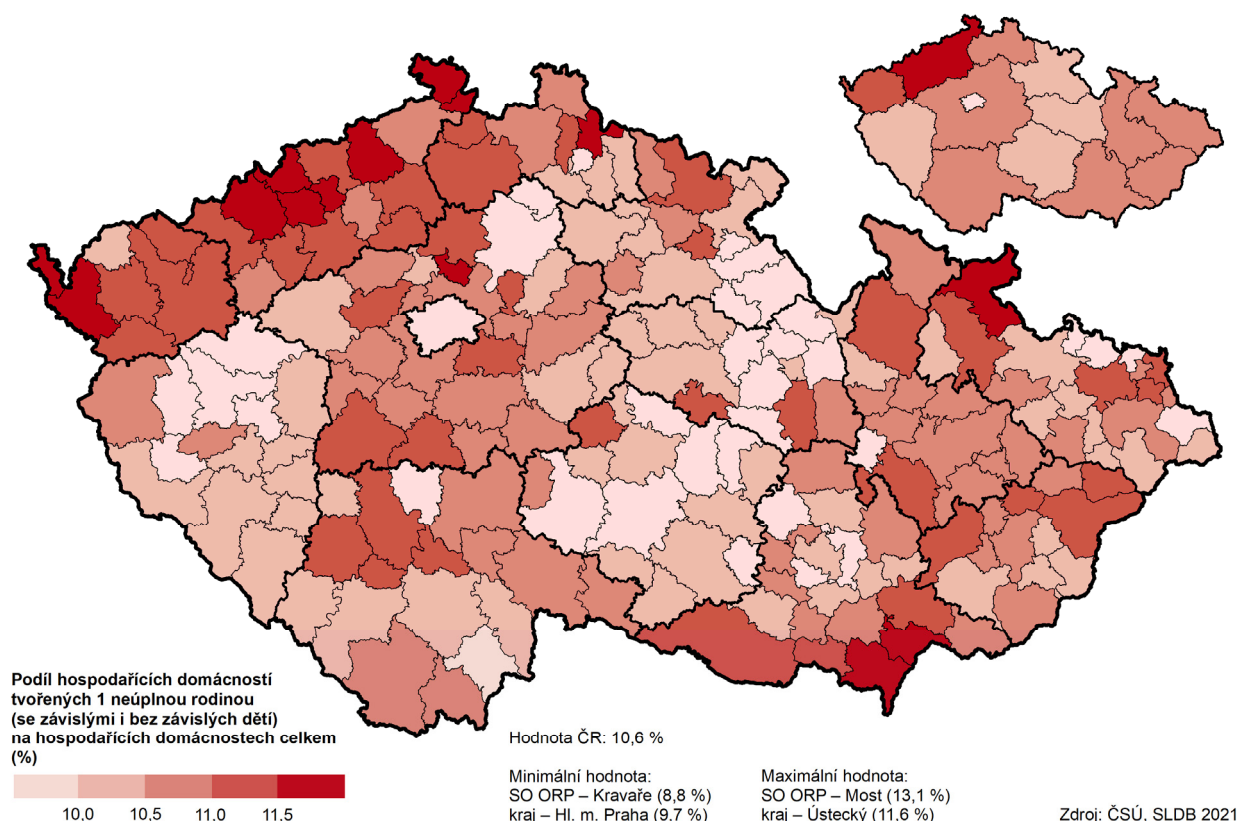 Podíl hospodařících domácností
tvořených 1 neúplnou rodinou
(se závislými i bez závislých dětí)
na hospodařících domácnostech celkem
(%)
10.0 10.5 11.0 11.5
Hodnota ČR: 10,6 %
Minimální hodnota:
SO ORP – Kravaře (8,8 %)
kraj – Hl. m. Praha (9.7 %)
Maximální hodnota:
SO ORP – Most (13,1 %)
kraj – Ústecký (11.6 %)
Zdroj: ČSÚ, SLDB 2021